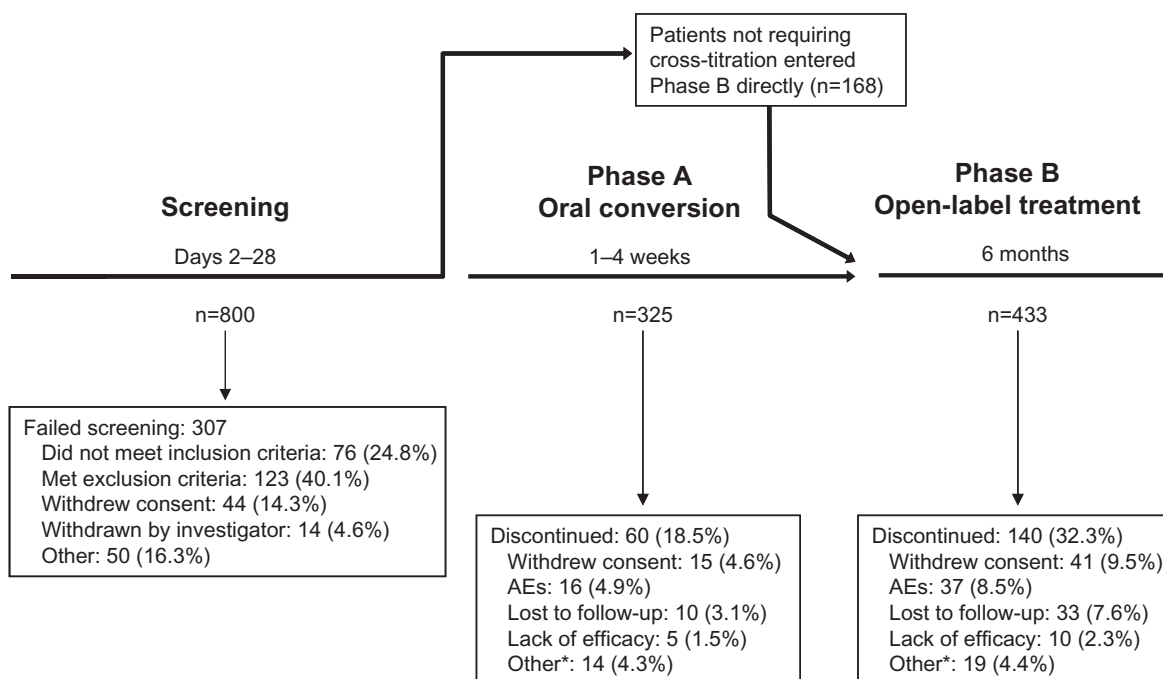 Patients not requiring
cross-titration entered
Phase B directly (n=168)
Screening
Days 2–28
n=800
Failed screening: 307
Did not meet inclusion criteria: 76 (24.8%)
Met exclusion criteria: 123 (40.1%)
Withdrew consent: 44 (14.3%)
Withdrawn by investigator: 14 (4.6%)
Other: 50 (16.3%)
Phase A
Oral conversion
1–4 weeks
n=325
Discontinued: 60 (18.5%)
Withdrew consent: 15 (4.6%)
AEs: 16 (4.9%)
Lost to follow-up: 10 (3.1%)
Lack of efficacy: 5 (1.5%)
Other*: 14 (4.3%)
Phase B
Open-label treatment
6 months
n=433
Discontinued: 140 (32.3%)
Withdrew consent: 41 (9.5%)
AEs: 37 (8.5%)
Lost to follow-up: 33 (7.6%)
Lack of efficacy: 10 (2.3%)
Other*: 19 (4.4%)